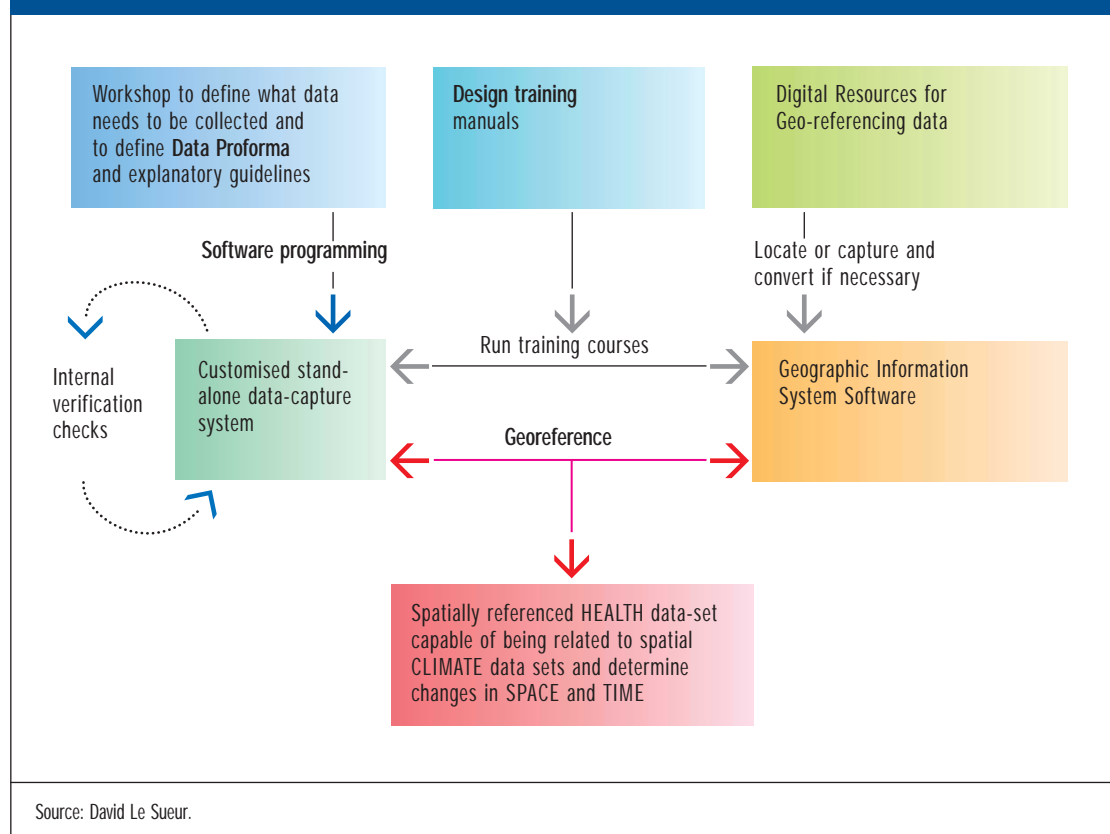 Workshop to define what data
needs to be collected and
to define Data Proforma
and explanatory guidelines
Design training
manuals
Digital Resources for
Geo-referencing data
Software programming
Locate or capture and
convert if necessary
Internal
verification
checks
Customised stand-
alone data-capture
system
Run training courses
Geographic Information
System Software
Georeference
Spatially referenced HEALTH data-set
capable of being related to spatial
CLIMATE data sets and determine
changes in SPACE and TIME
Source: David Le Sueur.